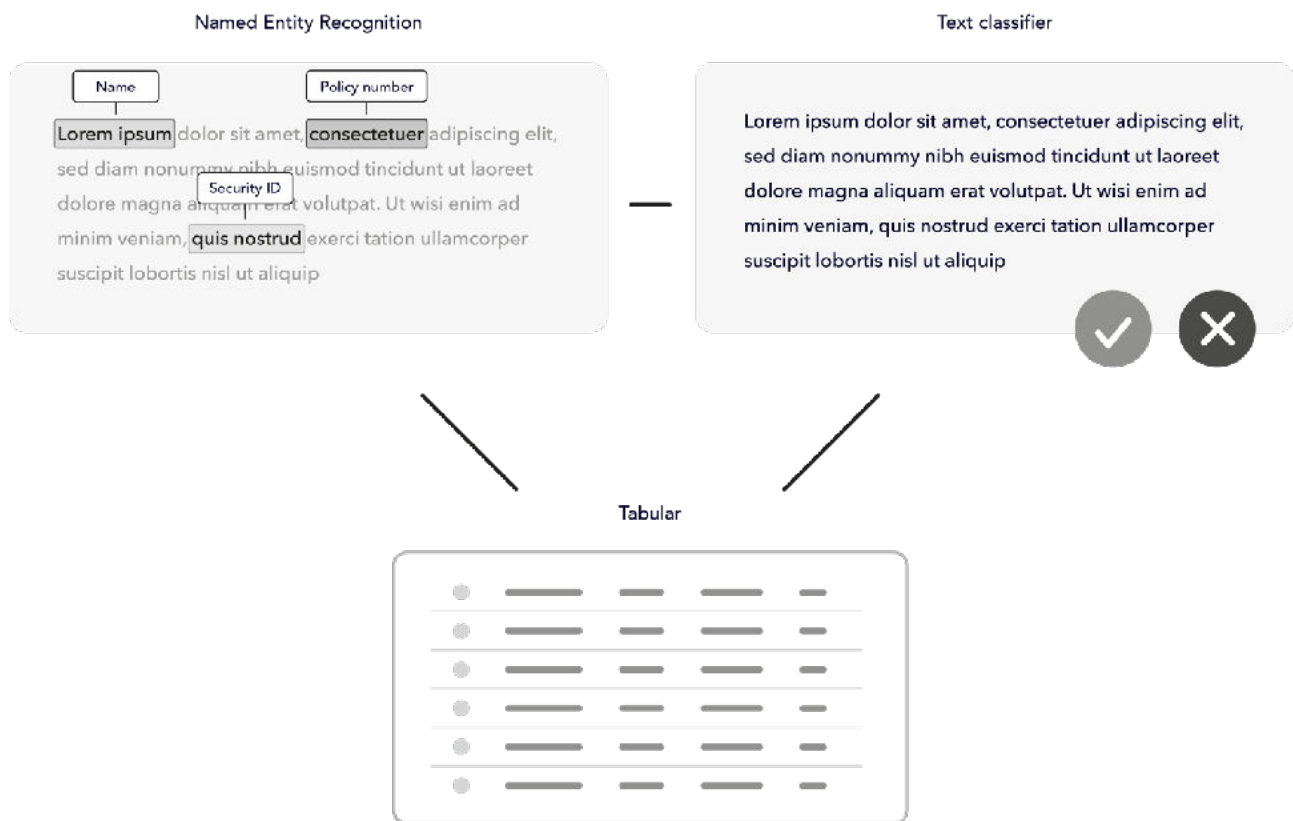 Named Entity Recognition
Text classifier
Name
Policy number
Lorem ipsum dolor sit amet, consectetuer adipiscing elit,
sed diam nonummy nibh euismod tincidunt ut laoreet
Security ID
dolore magna aliquam erat volutpat. Ut wisi enim ad
minim veniam, quis nostrud exerci tation ullamcorper
suscipit lobortis nisl ut aliquip
Lorem ipsum dolor sit amet, consectetuer adipiscing elit,
sed diam nonummy nibh euismod tincidunt ut laoreet
dolore magna aliquam erat volutpat. Ut wisi enim ad
minim veniam, quis nostrud exerci tation ullamcorper
suscipit lobortis nisl ut aliquip
Tabular